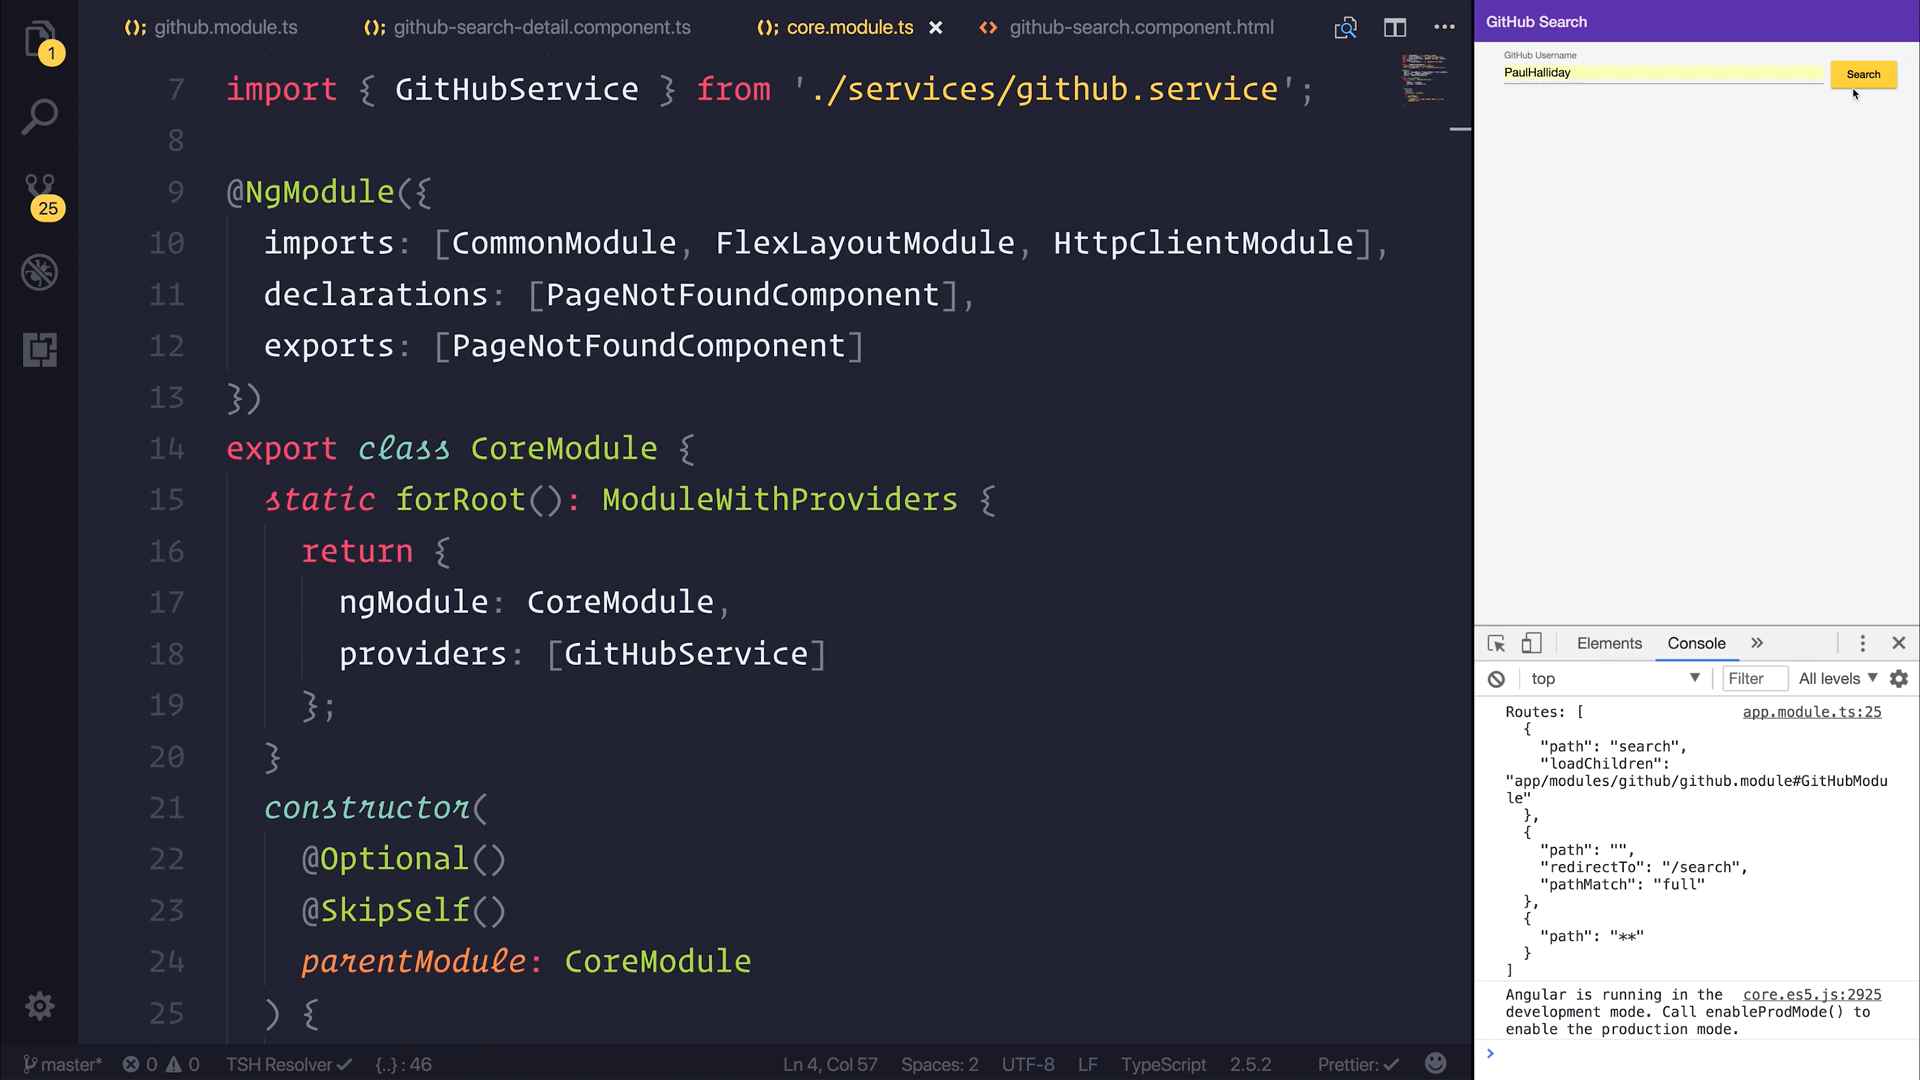 github.module.ts
github-search-detail.component.ts
core.module.ts
github-search.component.html
1
25
7 import { GitHubService } from './services/github.service';
8
9 @NgModule({
10 imports: [CommonModule, FlexLayoutModule, HttpClientModule],
11 declarations: [PageNotFoundComponent],
12 exports: [PageNotFoundComponent]
13 })
14 export class CoreModule {
15 static forRoot(): ModuleWithProviders {
16 return {
17 ngModule: CoreModule,
18 providers: [GitHubService]
19 };
20 }
21 constructor(
22 @Optional()
23 @SkipSelf()
24 parentModule: CoreModule
25 ) {
master* 0 0 TSH Resolver {..} : 46 Ln 4, Col 57 Spaces: 2 UTF-8 LF TypeScript 2.5.2 Prettier:
GitHub Search
GitHub Username
PaulHalliday
Search
Elements Console »
top Filter All levels
Routes: [ app.module.ts:25
{
"path": "search",
"loadChildren":
"app/modules/github/github.module#GitHubModu
le"
},
{
"path": "",
"redirectTo": "/search",
"pathMatch": "full"
},
{
"path": "**"
}
]
Angular is running in the core.es5.js:2925
development mode. Call enableProdMode() to
enable the production mode.
>